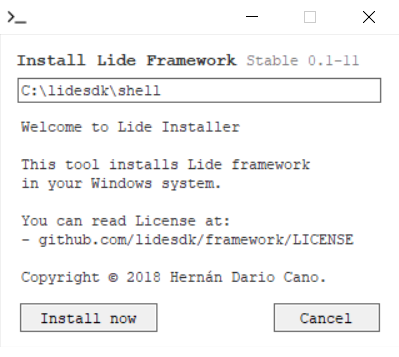 Install Lide Framework Stable 0.1-11
C:\lidesdk\shell
Welcome to Lide Installer
This tool installs Lide framework
in your Windows system.
You can read License at:
- github.com/lidesdk/framework/LICENSE
Copyright © 2018 Hernán Dario Cano.
Install now Cancel